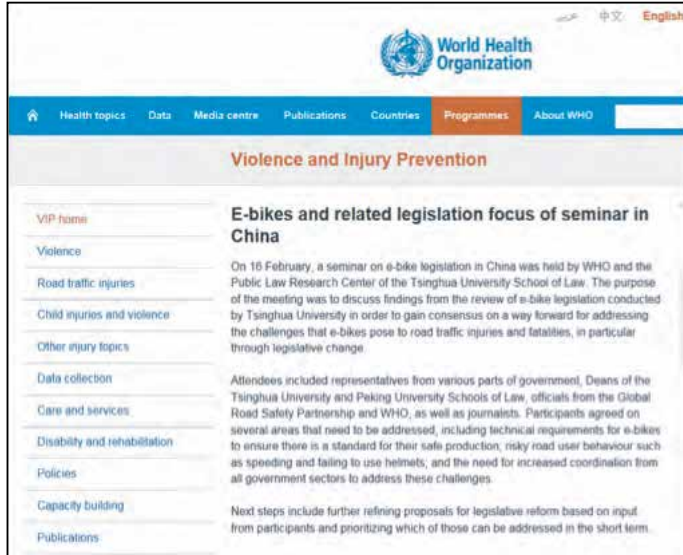 عربي 中文 English
World Health
Organization
Health topics Data Media centre Publications Countries Programmes About WHO
Violence and Injury Prevention
VIP home
Violence
Road traffic injuries
Child injuries and violence
Other injury topics
Data collection
Care and services
Disability and rehabilitation
Policies
Capacity building
Publications
E-bikes and related legislation focus of seminar in
China
On 16 February, a seminar on e-bike legislation in China was held by WHO and the
Public Law Research Center of the Tsinghua University School of Law. The purpose
of the meeting was to discuss findings from the review of e-bike legislation conducted
by Tsinghua University in order to gain consensus on a way forward for addressing
the challenges that e-bikes pose to road traffic injuries and fatalities, in particular
through legislative change.
Attendees included representatives from various parts of government, Deans of the
Tsinghua University and Peking University Schools of Law, officials from the Global
Road Safety Partnership and WHO, as well as journalists. Participants agreed on
several areas that need to be addressed, including technical requirements for e-bikes
to ensure there is a standard for their safe production; risky road user behaviour such
as speeding and failing to use helmets; and the need for increased coordination from
all government sectors to address these challenges.
Next steps include further refining proposals for legislative reform based on input
from participants and prioritizing which of those can be addressed in the short term.